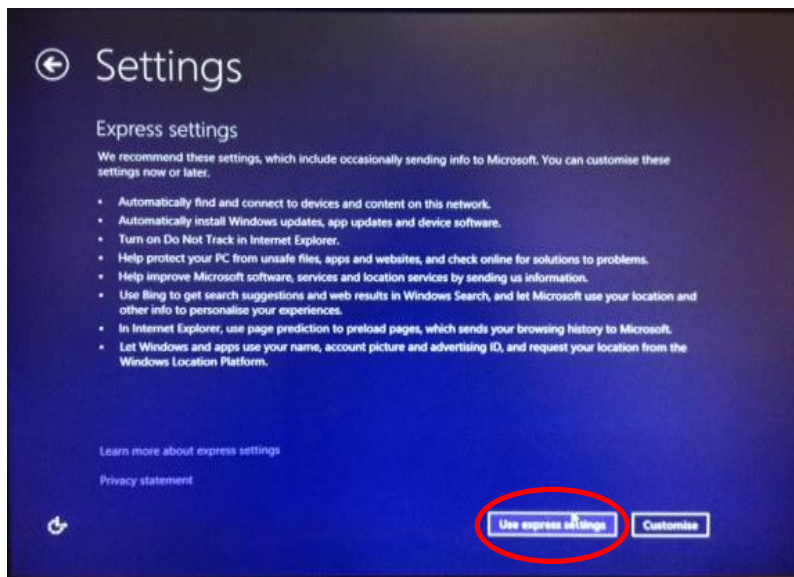 Settings
Express settings
We recommend these settings, which include occasionally sending info to Microsoft. You can customise these
settings now or later.
• Automatically find and connect to devices and content on this network.
• Automatically install Windows updates, app updates and device software.
• Turn on Do Not Track in Internet Explorer.
• Help protect your PC from unsafe files, apps and websites, and check online for solutions to problems.
• Help improve Microsoft software, services and location services by sending us information.
• Use Bing to get search suggestions and web results in Windows Search, and let Microsoft use your location and
other info to personalise your experiences.
• In Internet Explorer, use page prediction to preload pages, which sends your browsing history to Microsoft.
• Let Windows and apps use your name, account picture and advertising ID, and request your location from the
Windows Location Platform.
Learn more about express settings
Privacy statement
Use express settings Customise